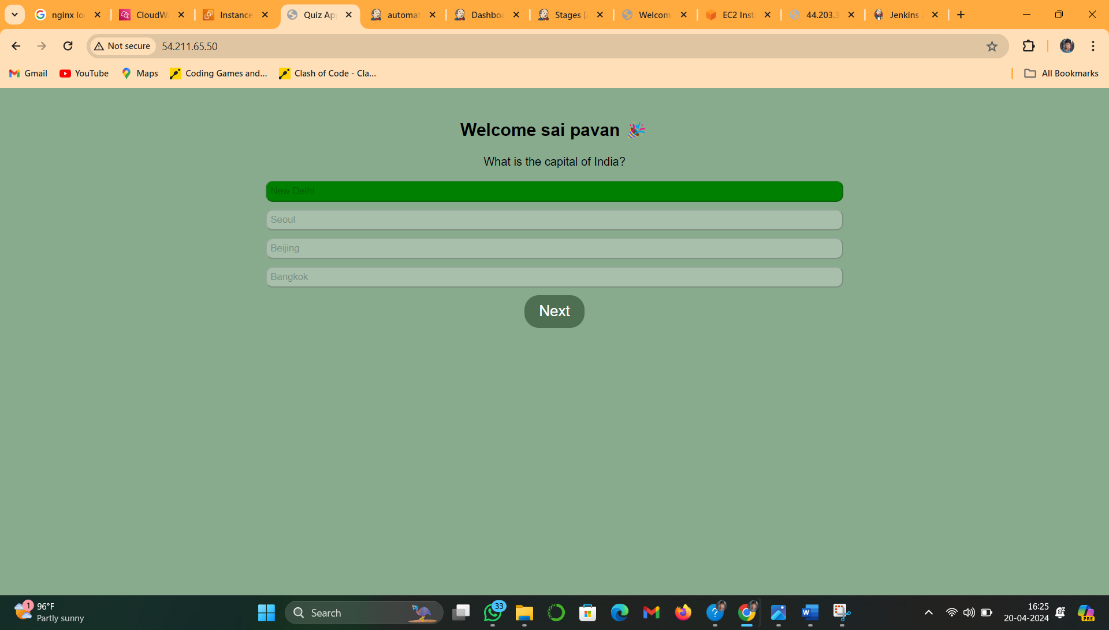 nginx lo
CloudW
Instance
Quiz Ap
automat
Dashbo
Stages |
Welcom
EC2 Inst
44.203.
Jenkins
Not secure
54.211.65.50
Gmail
YouTube
Maps
Coding Games and...
Clash of Code - Cla...
All Bookmarks
Welcome sai pavan 🎉
What is the capital of India?
New Delhi
Seoul
Beijing
Bangkok
Next
1
96°F
Partly sunny
Search
33
16:25
20-04-2024